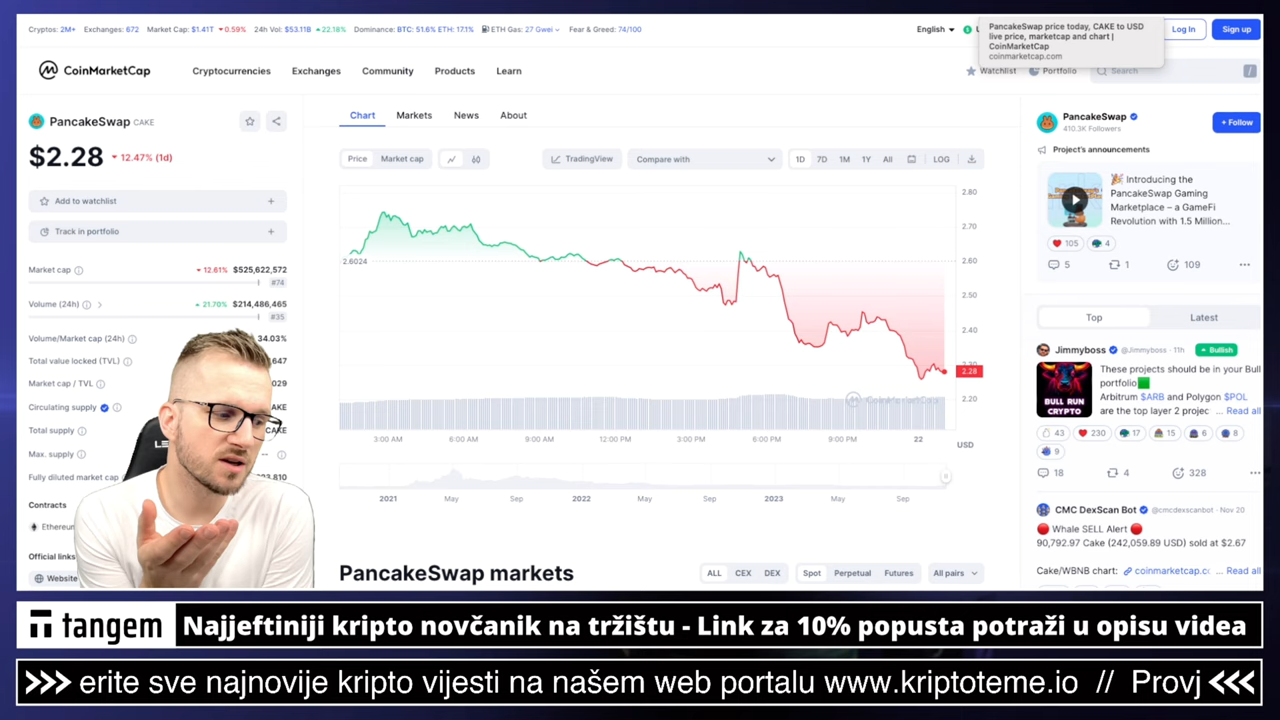 Cryptos: 2M+ Exchanges: 672 Market Cap: $1.41T 0.59% 24h Vol: $53.11B 22.18% Dominance: BTC: 51.6% ETH: 17.1% ETH Gas: 27 Gwei Fear & Greed: 74/100
English
PancakeSwap price today, CAKE to USD
live price, marketcap and chart |
CoinMarketCap
coinmarketcap.com
Log In Sign up
CoinMarketCap
Cryptocurrencies Exchanges Community Products Learn
Watchlist Portfolio Search /
PancakeSwap CAKE
$2.28 12.47% (1d)
Add to watchlist +
Track in portfolio +
Market cap 12.61% $525,622,572
#74
Volume (24h) 21.70% $214,486,465
#35
Volume/Market cap (24h) 34.03%
Total value locked (TVL) 647
Market cap / TVL 029
Circulating supply AKE
Total supply AKE
Max. supply --
Fully diluted market cap 810
Contracts
Ethereum
Official links
Website
Chart Markets News About
Price Market cap TradingView Compare with 1D 7D 1M 1Y All LOG
2.6024
2.80
2.70
2.60
2.50
2.40
2.30
2.28
2.20
CoinMarketCap
3:00 AM 6:00 AM 9:00 AM 12:00 PM 3:00 PM 6:00 PM 9:00 PM 22 USD
2021 May Sep 2022 May Sep 2023 May Sep
PancakeSwap markets
ALL CEX DEX Spot Perpetual Futures All pairs
PancakeSwap
410.3K Followers
+ Follow
Project's announcements
Introducing the
PancakeSwap Gaming
Marketplace – a GameFi
Revolution with 1.5 Million...
105 4
5 1 109 ...
Top Latest
Jimmyboss @Jimmyboss · 11h Bullish
BULL RUN
CRYPTO
These projects should be in your Bull
portfolio
Arbitrum $ARB and Polygon $POL
are the top layer 2 projec ... Read all
43 230 17 15 6 8
9
18 4 328 ...
CMC DexScan Bot @cmcdexscanbot · Nov 20
Whale SELL Alert
90,792.97 Cake (242,059.89 USD) sold at $2.67
Cake/WBNB chart: coinmarketcap.cc ... Read all
tangem Najjeftiniji kripto novčanik na tržištu - Link za 10% popusta potraži u opisu videa
>>> erite sve najnovije kripto vijesti na našem web portalu www.kriptoteme.io // Provj <<<